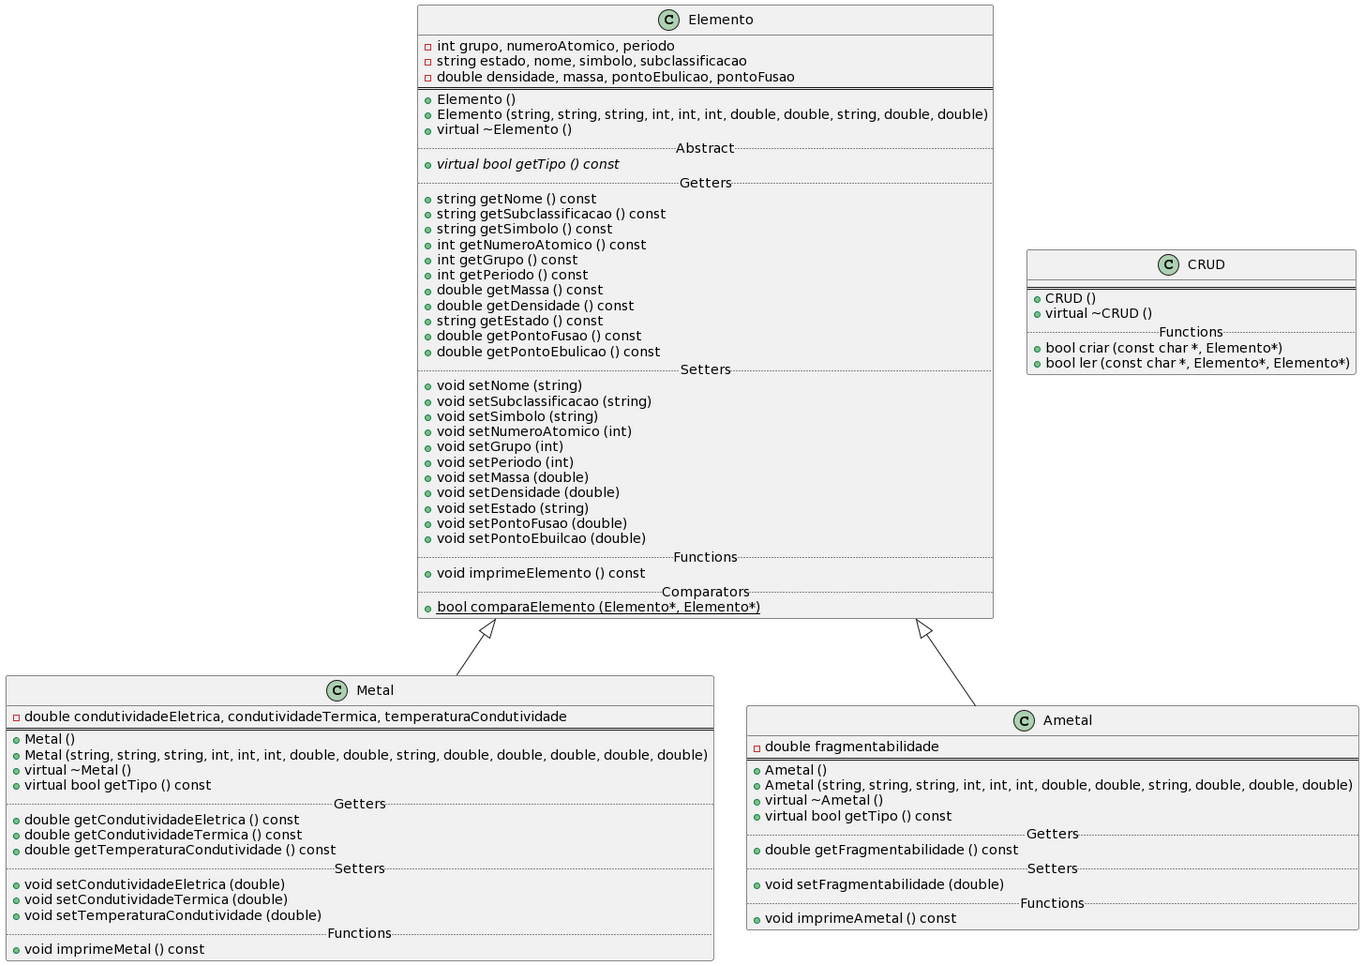 C Elemento
int grupo, numeroAtomico, periodo
string estado, nome, simbolo, subclassificacao
double densidade, massa, pontoEbulicao, pontoFusao
Elemento ()
Elemento (string, string, string, int, int, int, double, double, string, double, double)
virtual ~Elemento ()
Abstract
virtual bool getTipo () const
Getters
string getNome () const
string getSubclassificacao () const
string getSimbolo () const
int getNumeroAtomico () const
int getGrupo () const
int getPeriodo () const
double getMassa () const
double getDensidade () const
string getEstado () const
double getPontoFusao () const
double getPontoEbulicao () const
Setters
void setNome (string)
void setSubclassificacao (string)
void setSimbolo (string)
void setNumeroAtomico (int)
void setGrupo (int)
void setPeriodo (int)
void setMassa (double)
void setDensidade (double)
void setEstado (string)
void setPontoFusao (double)
void setPontoEbuilcao (double)
Functions
void imprimeElemento () const
Comparators
bool comparaElemento (Elemento*, Elemento*)
C CRUD
CRUD ()
virtual ~CRUD ()
Functions
bool criar (const char *, Elemento*)
bool ler (const char *, Elemento*, Elemento*)
C Metal
double condutividadeEletrica, condutividadeTermica, temperaturaCondutividade
Metal ()
Metal (string, string, string, int, int, int, double, double, string, double, double, double, double, double)
virtual ~Metal ()
virtual bool getTipo () const
Getters
double getCondutividadeEletrica () const
double getCondutividadeTermica () const
double getTemperaturaCondutividade () const
Setters
void setCondutividadeEletrica (double)
void setCondutividadeTermica (double)
void setTemperaturaCondutividade (double)
Functions
void imprimeMetal () const
C Ametal
double fragmentabilidade
Ametal ()
Ametal (string, string, string, int, int, int, double, double, string, double, double, double)
virtual ~Ametal ()
virtual bool getTipo () const
Getters
double getFragmentabilidade () const
Setters
void setFragmentabilidade (double)
Functions
void imprimeAmetal () const